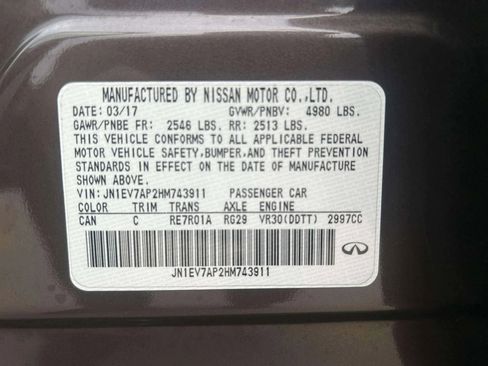 MANUFACTURED BY NISSAN MOTOR CO.,LTD.
DATE: 03/17 GVWR/PNBV: 4980 LBS.
GAWR/PNBE FR: 2546 LBS. RR: 2513 LBS.
THIS VEHICLE CONFORMS TO ALL APPLICABLE FEDERAL
MOTOR VEHICLE SAFETY,BUMPER,AND THEFT PREVENTION
STANDARDS IN EFFECT ON THE DATE OF MANUFACTURE
SHOWN ABOVE.
VIN: JN1EV7AP2HM743911 PASSENGER CAR
COLOR TRIM TRANS AXLE ENGINE
CAN C RE7R01A RG29 VR30(DDTT) 2997CC
JN1EV7AP2HM743911